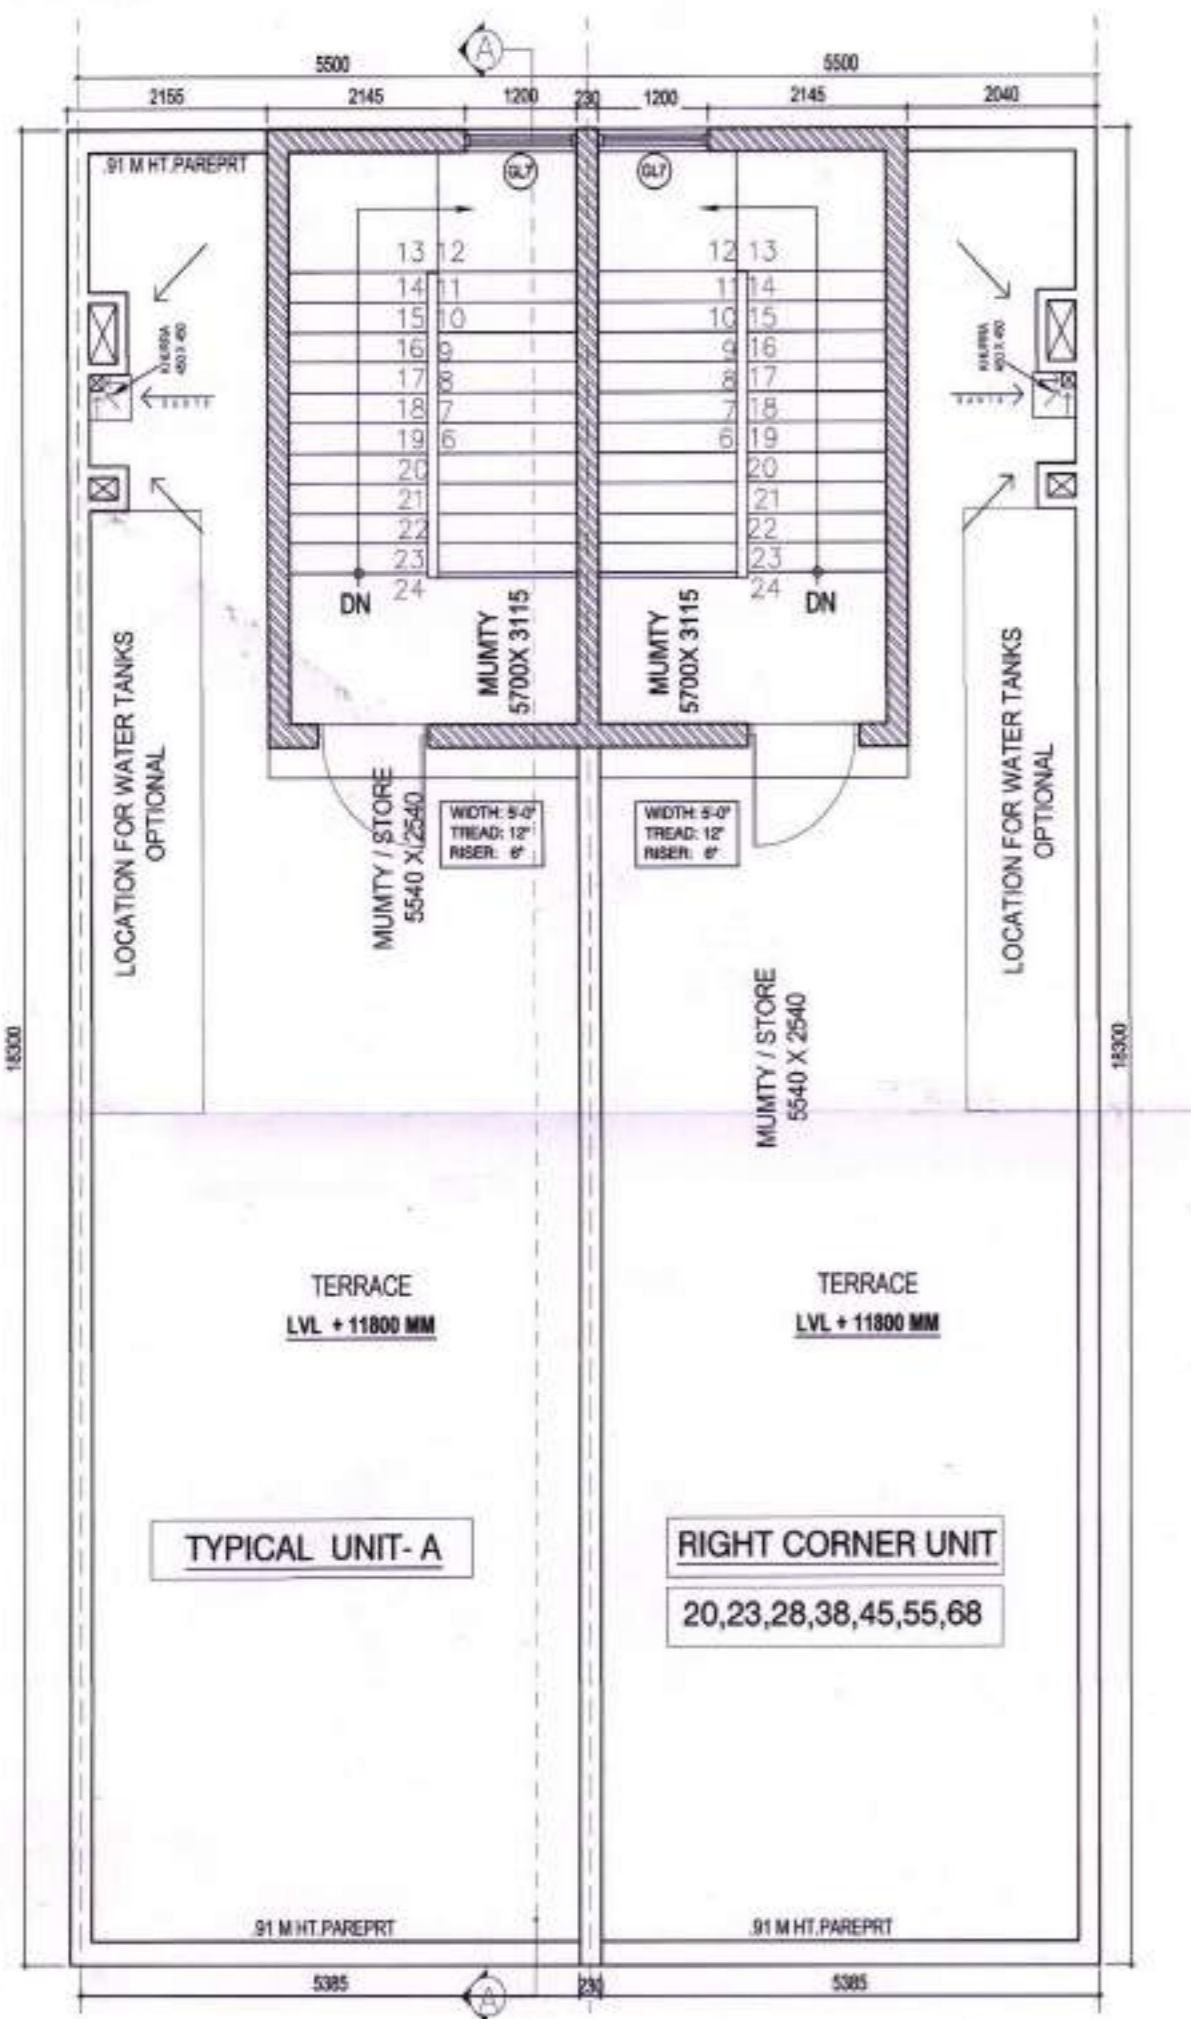 A
5500
5500
2155
2145
1200
230
1200
2145
2040
.91 M HT.PAREPRT
GL7
GL7
13 12
12 13
14 11
11 14
15 10
10 15
16 9
9 16
17 8
8 17
18 7
7 18
19 6
6 19
20
20
21
21
22
22
23
23
24
24
DN
DN
KHURRA
450 X 450
KHURRA
450 X 450
MUMTY
5700X 3115
MUMTY
5700X 3115
LOCATION FOR WATER TANKS
OPTIONAL
LOCATION FOR WATER TANKS
OPTIONAL
MUMTY / STORE
5540 X 2540
WIDTH: 5'-0"
TREAD: 12"
RISER: 6"
WIDTH: 5'-0"
TREAD: 12"
RISER: 6"
MUMTY / STORE
5540 X 2540
18300
18300
TERRACE
LVL + 11800 MM
TERRACE
LVL + 11800 MM
TYPICAL UNIT- A
RIGHT CORNER UNIT
20,23,28,38,45,55,68
.91 M HT.PAREPRT
.91 M HT.PAREPRT
5385
230
5385
A